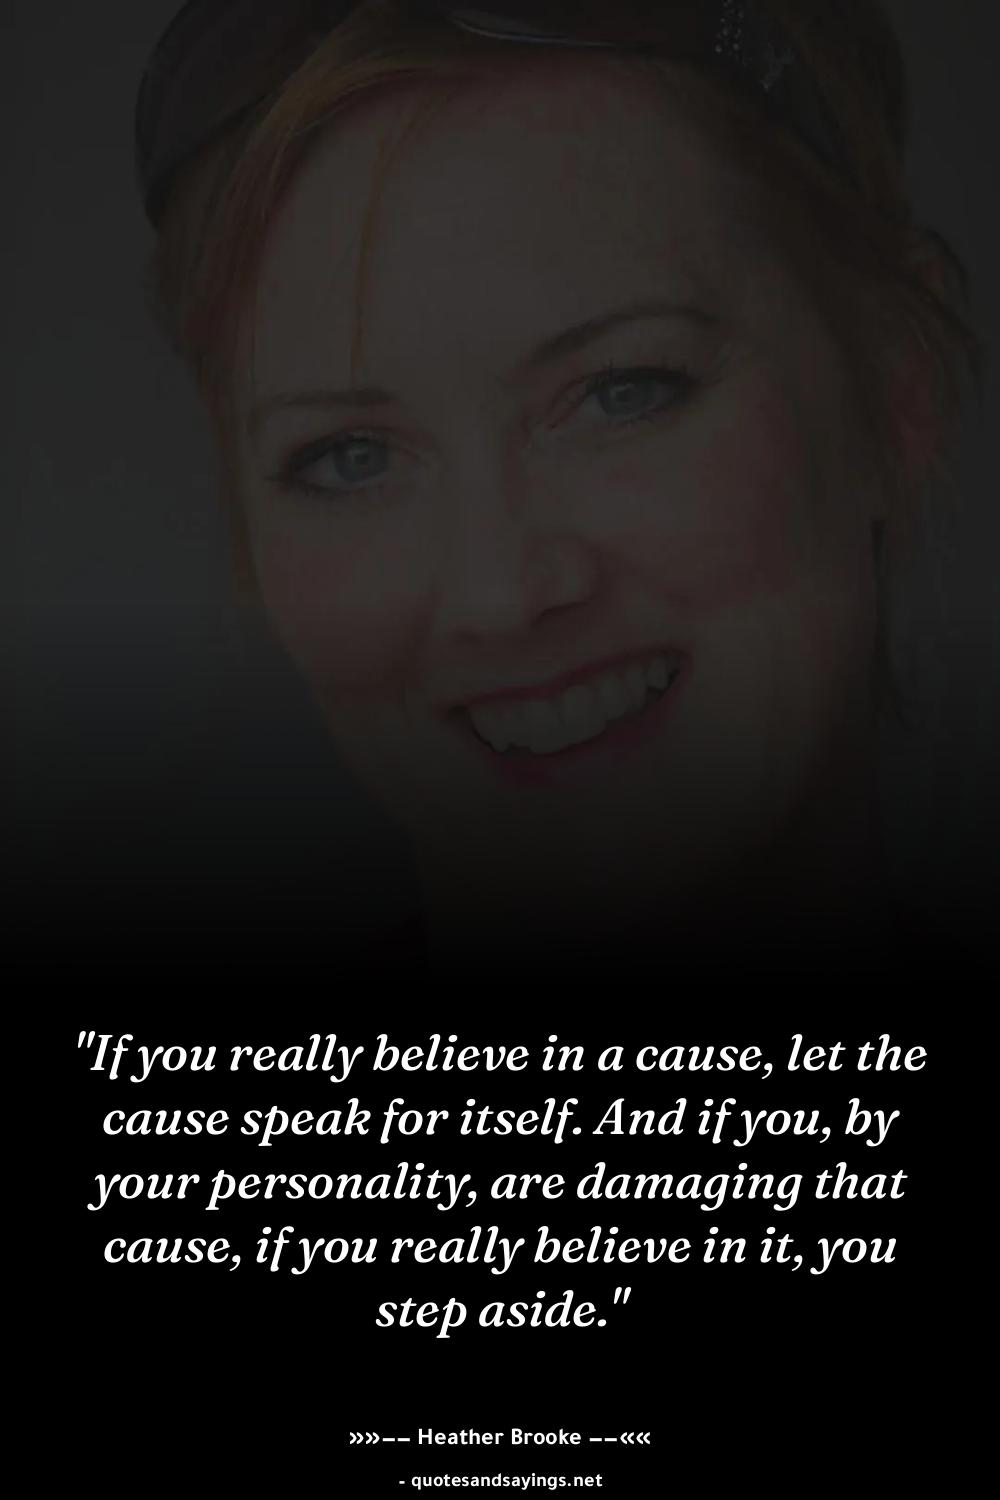 "If you really believe in a cause, let the
cause speak for itself. And if you, by
your personality, are damaging that
cause, if you really believe in it, you
step aside."
»»−− Heather Brooke −−««
- quotesandsayings.net